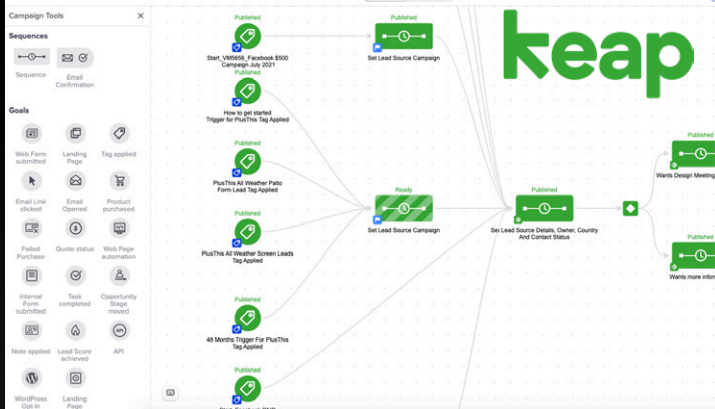 Campaign Tools
Sequences
Sequence
Email
Confirmation
Goals
Web Form
submitted
Landing
Page
Tag applied
Email Link
clicked
Email
Opened
Product
purchased
Failed
Purchase
Quote status
Web Page
automation
Internal
Form
submitted
Task
completed
Opportunity
Stage
moved
Note applied
Lead Score
achieved
API
API
WordPress
Opt-In
Landing
Page
Published
Start_VM5656_Facebook $500
Campaign July 2021
Published
How to get started
Trigger for PlusThis Tag Applied
Published
PlusThis All Weather Patio
Form Lead Tag Applied
Published
PlusThis All Weather Screen Leads
Tag Applied
Published
48 Months Trigger For PlusThis
Tag Applied
Published
Published
Set Lead Source Campaign
Ready
Set Lead Source Campaign
Published
Set Lead Source Details, Owner, Country
And Contact Status
keap
Published
Wants Design Meeting
Published
Wants more